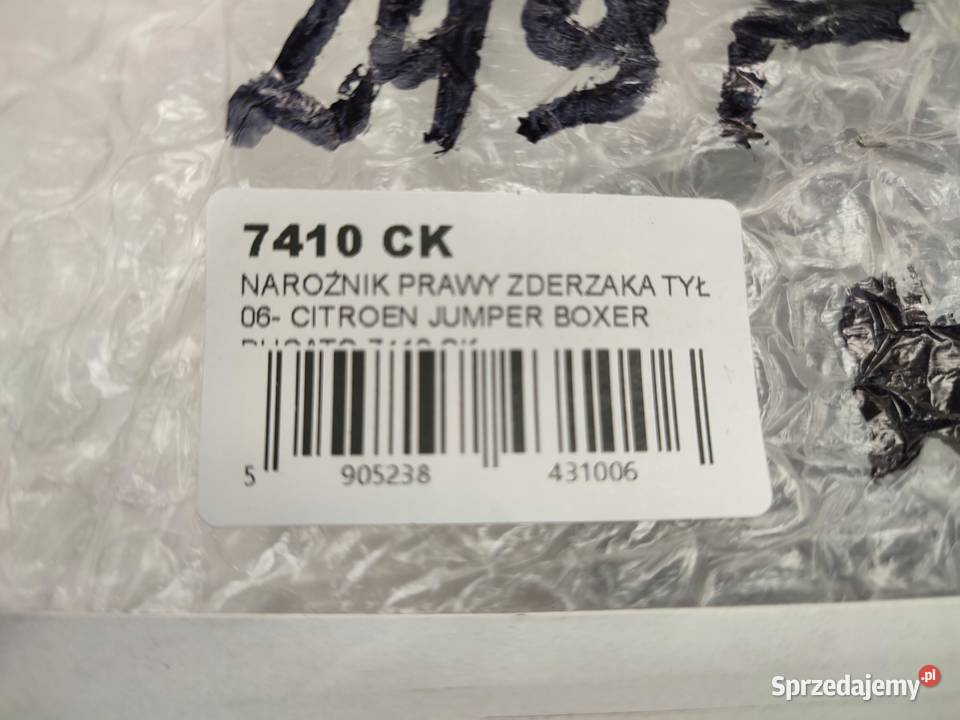 7410 CK
NAROŻNIK PRAWY ZDERZAKA TYŁ
06- CITROEN JUMPER BOXER
5 905238 431006
Sprzedajemy.pl